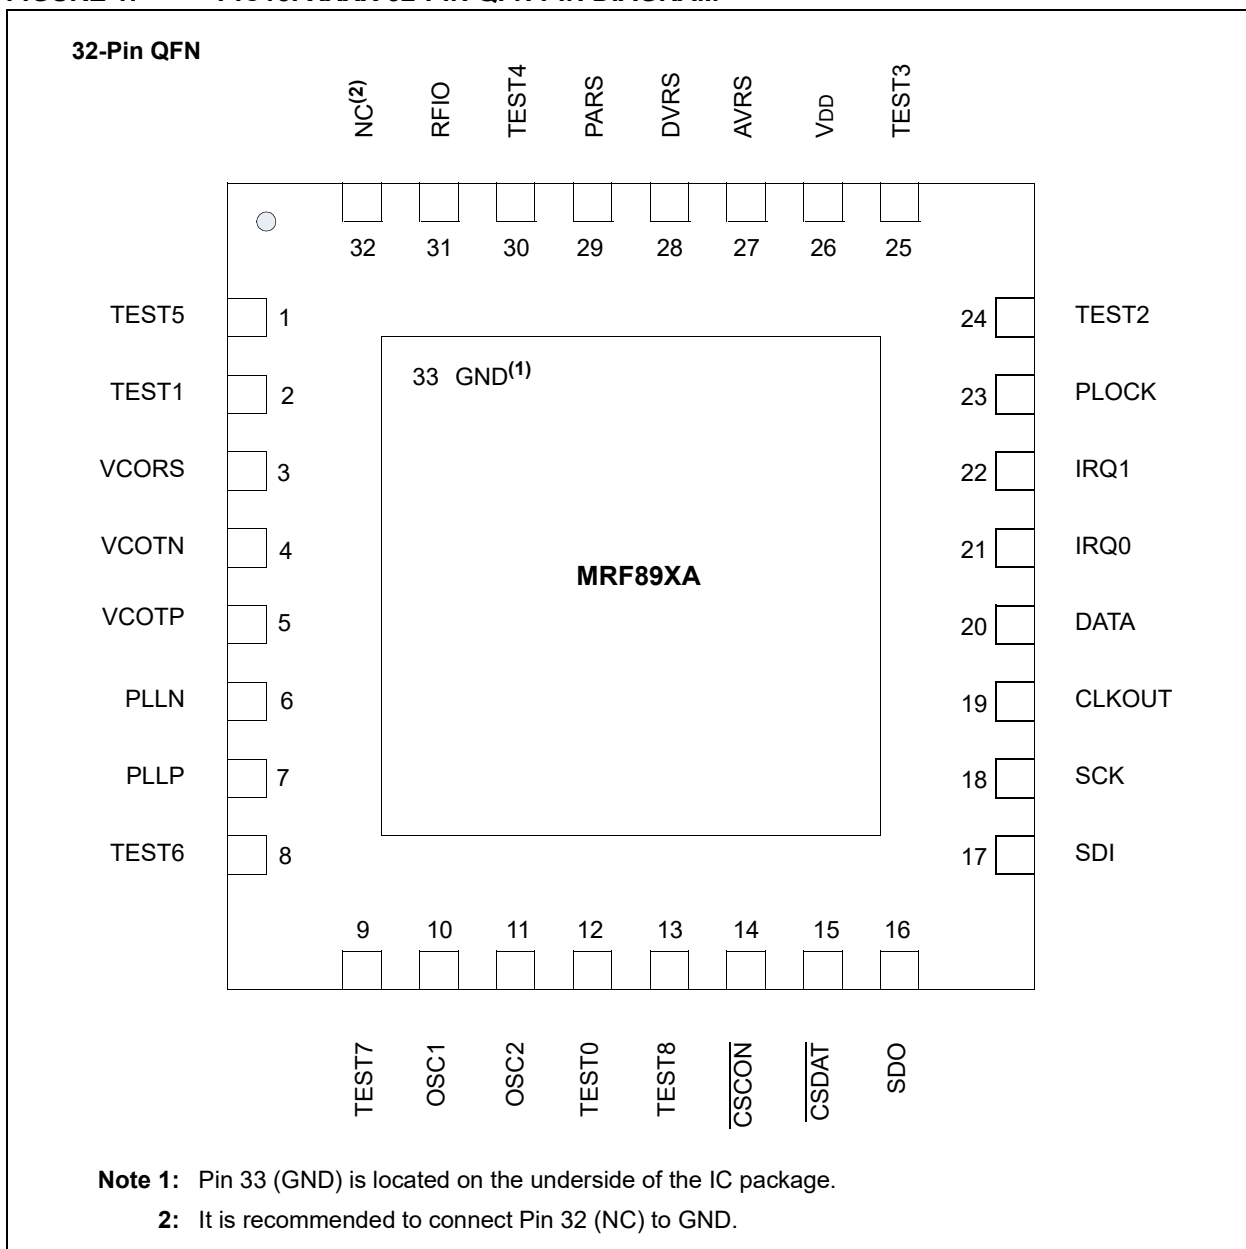 32-Pin QFN
NC(2)
RFIO
TEST4
PARS
DVRS
AVRS
VDD
TEST3
32 31 30 29 28 27 26 25
TEST5 1
24 TEST2
33 GND(1)
TEST1 2
23 PLOCK
VCORS 3
22 IRQ1
VCOTN 4
21 IRQ0
MRF89XA
VCOTP 5
20 DATA
PLLN 6
19 CLKOUT
PLLP 7
18 SCK
TEST6 8
17 SDI
9 10 11 12 13 14 15 16
TEST7
OSC1
OSC2
TEST0
TEST8
CSCON
CSDAT
SDO
Note 1: Pin 33 (GND) is located on the underside of the IC package.
2: It is recommended to connect Pin 32 (NC) to GND.